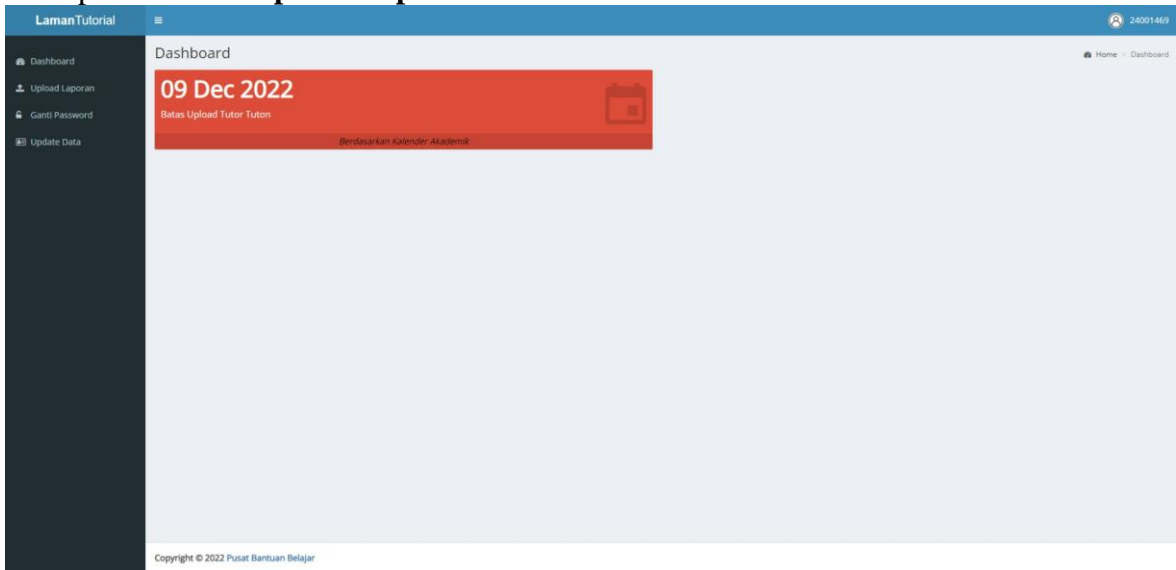 LamanTutorial
24001469
Dashboard
Upload Laporan
Ganti Password
Update Data
Dashboard
Home > Dashboard
09 Dec 2022
Batas Upload Tutor Tuton
Berdasarkan Kalender Akademik
Copyright © 2022 Pusat Bantuan Belajar